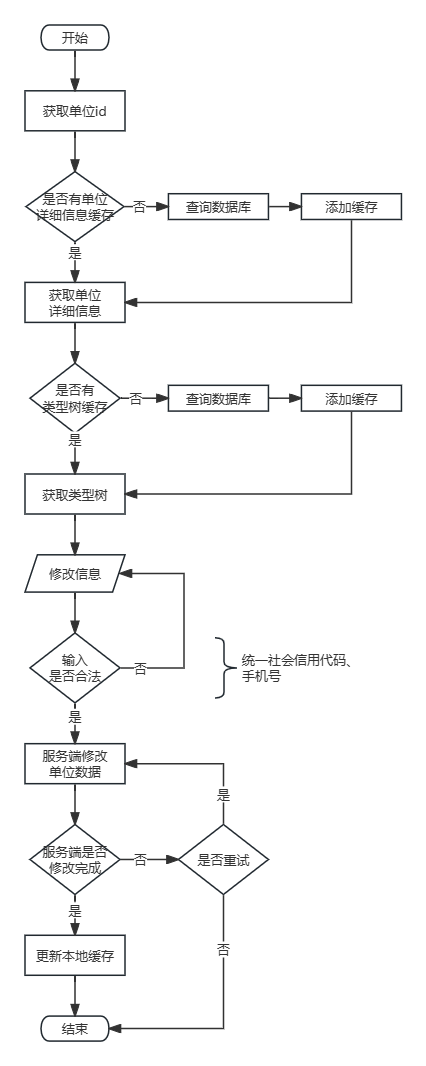 开始
获取单位id
是否有单位
详细信息缓存
否
查询数据库
添加缓存
是
获取单位
详细信息
是否有
类型树缓存
否
查询数据库
添加缓存
是
获取类型树
修改信息
输入
是否合法
否
统一社会信用代码、
手机号
是
服务端修改
单位数据
是
服务端是否
修改完成
否
是否重试
是
否
更新本地缓存
结束